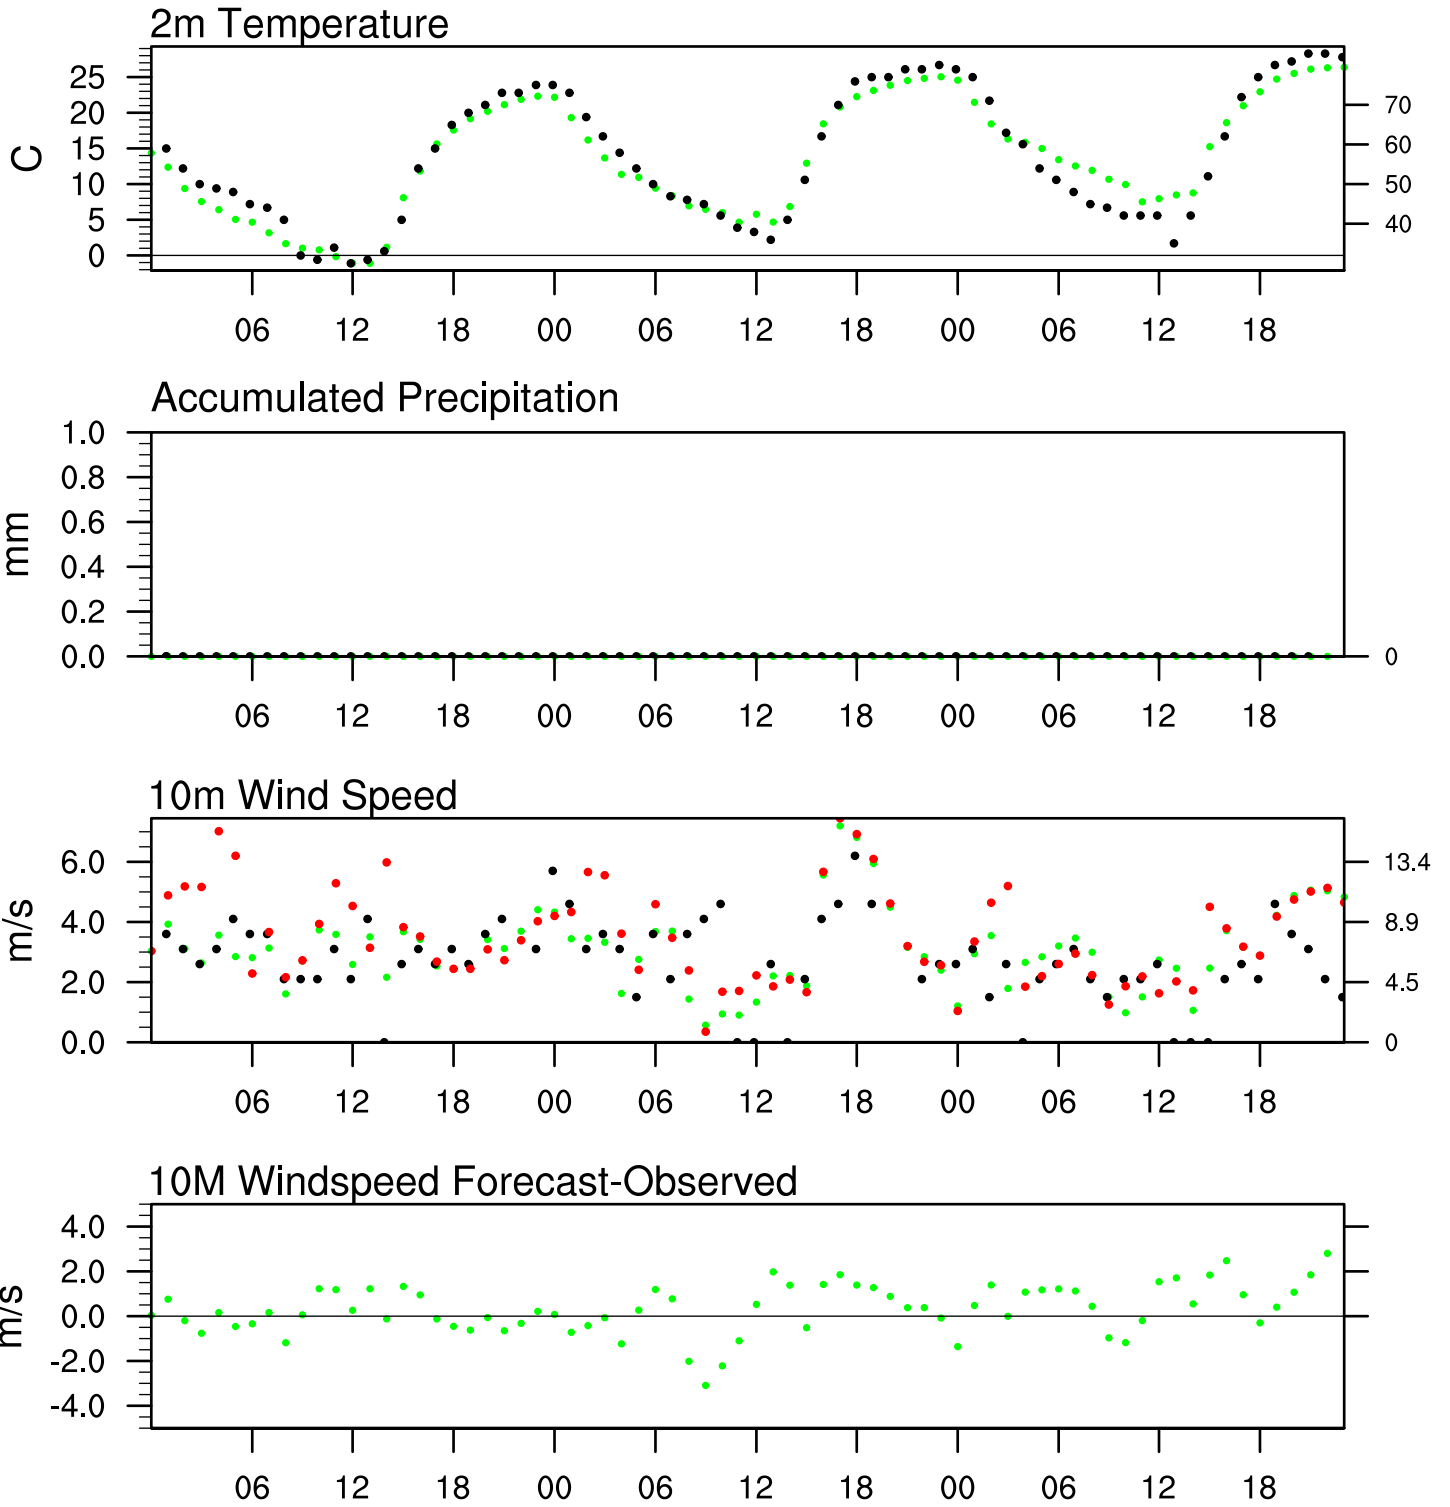 2m Temperature
C
25
20
15
10
5
0
70
60
50
40
06 12 18 00 06 12 18 00 06 12 18
Accumulated Precipitation
mm
1.0
0.8
0.6
0.4
0.2
0.0
0
06 12 18 00 06 12 18 00 06 12 18
10m Wind Speed
m/s
6.0
4.0
2.0
0.0
13.4
8.9
4.5
0
06 12 18 00 06 12 18 00 06 12 18
10M Windspeed Forecast-Observed
m/s
4.0
2.0
0.0
-2.0
-4.0
06 12 18 00 06 12 18 00 06 12 18